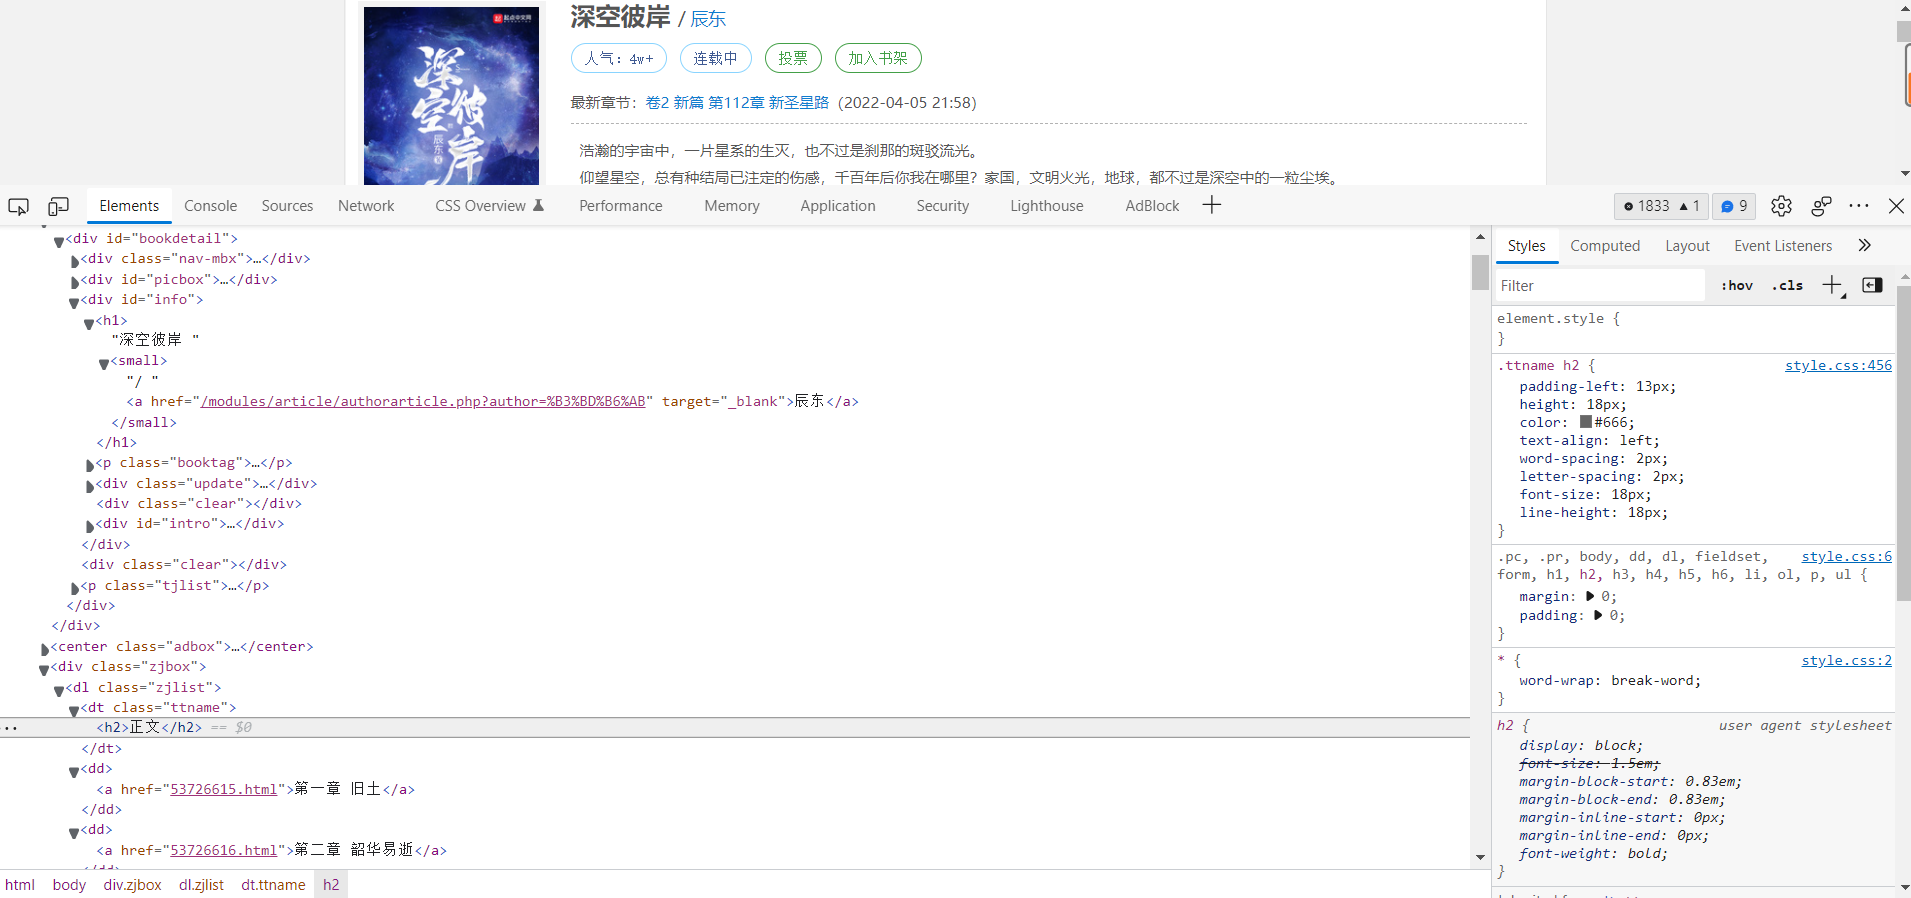 起点中文网
深空彼岸
辰东 著
深空彼岸 / 辰东
人气：4w+ 连载中 投票 加入书架
最新章节：卷2 新篇 第112章 新圣星路 (2022-04-05 21:58)
浩瀚的宇宙中，一片星系的生灭，也不过是刹那的斑驳流光。
仰望星空，总有种结局已注定的伤感，千百年后你我在哪里？家国，文明火光，地球，都不过是深空中的一粒尘埃。
Elements Console Sources Network CSS Overview Performance Memory Application Security Lighthouse AdBlock 1833 1 9
<div id="bookdetail">
<div class="nav-mbx">…</div>
<div id="picbox">…</div>
<div id="info">
<h1>
"深空彼岸 "
<small>
"/ "
<a href="/modules/article/authorarticle.php?author=%B3%BD%B6%AB" target="_blank">辰东</a>
</small>
</h1>
<p class="booktag">…</p>
<div class="update">…</div>
<div class="clear"></div>
<div id="intro">…</div>
</div>
<div class="clear"></div>
<p class="tjlist">…</p>
</div>
</div>
<center class="adbox">…</center>
<div class="zjbox">
<dl class="zjlist">
<dt class="ttname">
<h2>正文</h2> == $0
</dt>
<dd>
<a href="53726615.html">第一章 旧土</a>
</dd>
<dd>
<a href="53726616.html">第二章 韶华易逝</a>
html body div.zjbox dl.zjlist dt.ttname h2
Styles Computed Layout Event Listeners
Filter :hov .cls
element.style {
}
.ttname h2 { style.css:456
padding-left: 13px;
height: 18px;
color: #666;
text-align: left;
word-spacing: 2px;
letter-spacing: 2px;
font-size: 18px;
line-height: 18px;
}
.pc, .pr, body, dd, dl, fieldset, style.css:6
form, h1, h2, h3, h4, h5, h6, li, ol, p, ul {
margin: 0;
padding: 0;
}
* { style.css:2
word-wrap: break-word;
}
h2 { user agent stylesheet
display: block;
font-size: 1.5em;
margin-block-start: 0.83em;
margin-block-end: 0.83em;
margin-inline-start: 0px;
margin-inline-end: 0px;
font-weight: bold;
}